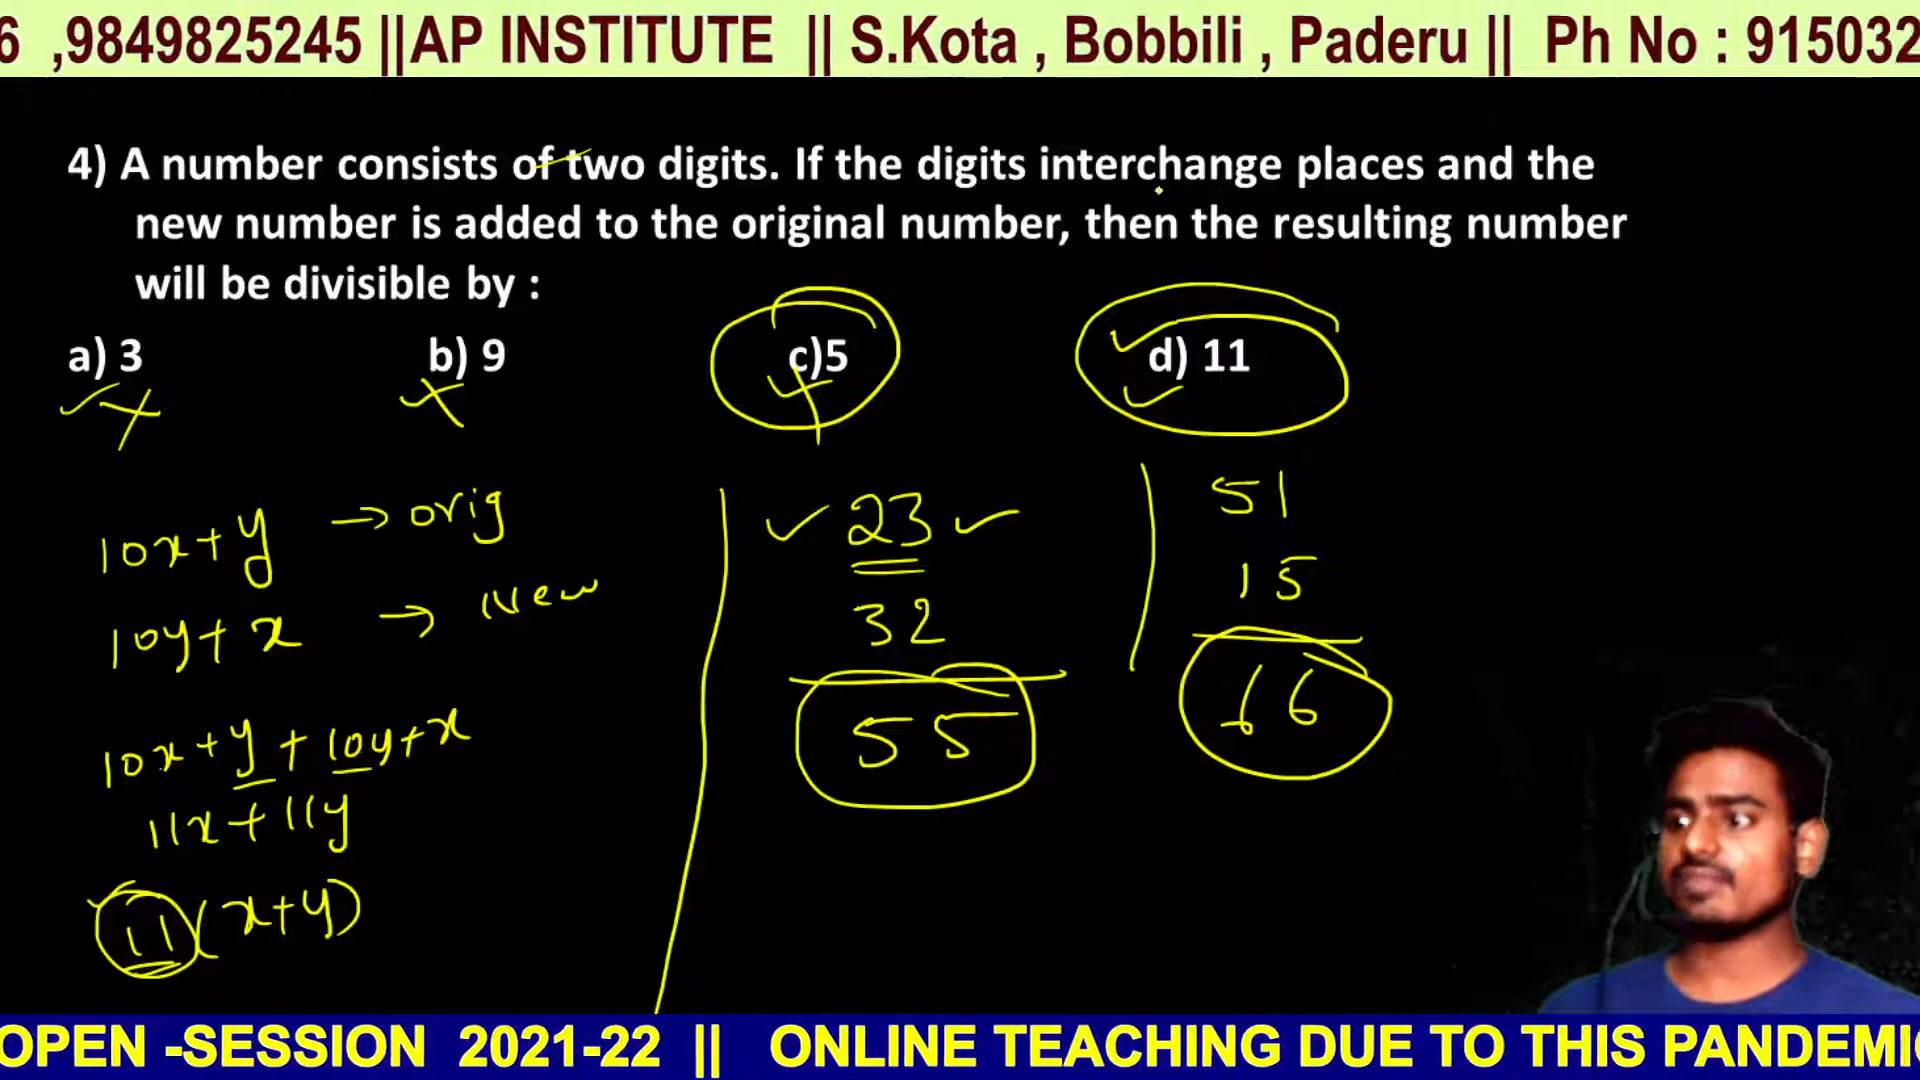 6 ,9849825245 ||AP INSTITUTE || S.Kota , Bobbili , Paderu || Ph No : 915032
4) A number consists of two digits. If the digits interchange places and the
new number is added to the original number, then the resulting number
will be divisible by :
a) 3 b) 9 c)5 d) 11
10x+y → orig
10y+x → New
10x+y+10y+x
11x+11y
11(x+y)
23
32
55
51
15
66
OPEN -SESSION 2021-22 || ONLINE TEACHING DUE TO THIS PANDEMIC